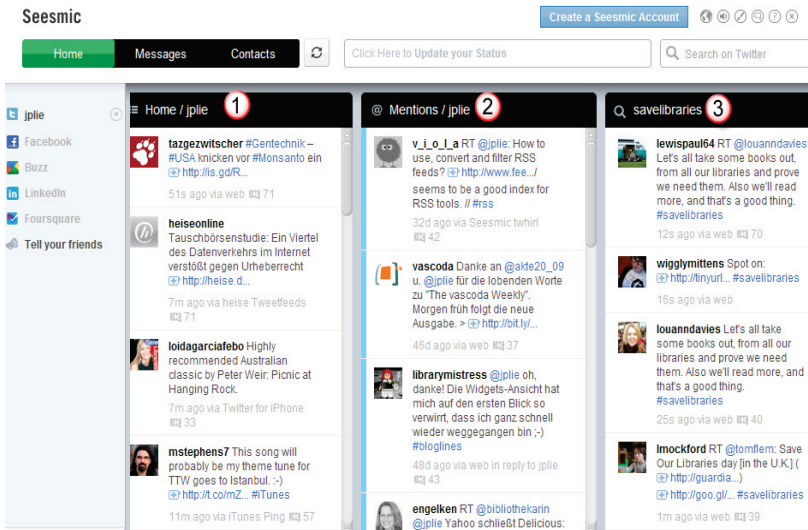 Seesmic
Create a Seesmic Account
Home Messages Contacts
Click Here to Update your Status
Search on Twitter
jplie
Facebook
Buzz
LinkedIn
Foursquare
Tell your friends
Home / jplie 1
tazgezwitscher #Gentechnik –
#USA knicken vor #Monsanto ein
http://is.gd/R...
51s ago via web 71
heiseonline
Tauschbörsenstudie: Ein Viertel
des Datenverkehrs im Internet
verstößt gegen Urheberrecht
http://heise.d...
7m ago via heise Tweetfeeds
71
loidagarciafebo Highly
recommended Australian
classic by Peter Weir: Picnic at
Hanging Rock.
7m ago via Twitter for iPhone
33
mstephens7 This song will
probably be my theme tune for
TTW goes to Istanbul. :-)
http://t.co/mZ... #iTunes
11m ago via iTunes Ping 57
@ Mentions / jplie 2
v_i_o_l_a RT @jplie: How to
use, convert and filter RSS
feeds? http://www.fee.../
seems to be a good index for
RSS tools. // #rss
32d ago via Seesmic twhirl
42
vascoda Danke an @akte20_09
u. @jplie für die lobenden Worte
zu "The vascoda Weekly".
Morgen früh folgt die neue
Ausgabe. > http://bit.ly/...
46d ago via web 37
librarymistress @jplie oh,
danke! Die Widgets-Ansicht hat
mich auf den ersten Blick so
verwirrt, dass ich ganz schnell
wieder weggegangen bin ;-)
#bloglines
48d ago via web in reply to jplie
43
engelken RT @bibliothekarin
@jplie Yahoo schließt Delicious:
savelibraries 3
lewispaul64 RT @louanndavies
Let's all take some books out,
from all our libraries and prove
we need them. Also we'll read
more, and that's a good thing.
#savelibraries
12s ago via web 70
wigglymittens Spot on:
http://tinyurl... #savelibraries
16s ago via web
louanndavies Let's all take
some books out, from all our
libraries and prove we need
them. Also we'll read more, and
that's a good thing.
#savelibraries
25s ago via web 40
lmockford RT @tomflem: Save
Our Libraries day [in the U.K.] (
http://guardia...)
http://goo.gl/... #savelibraries
1m ago via web 39